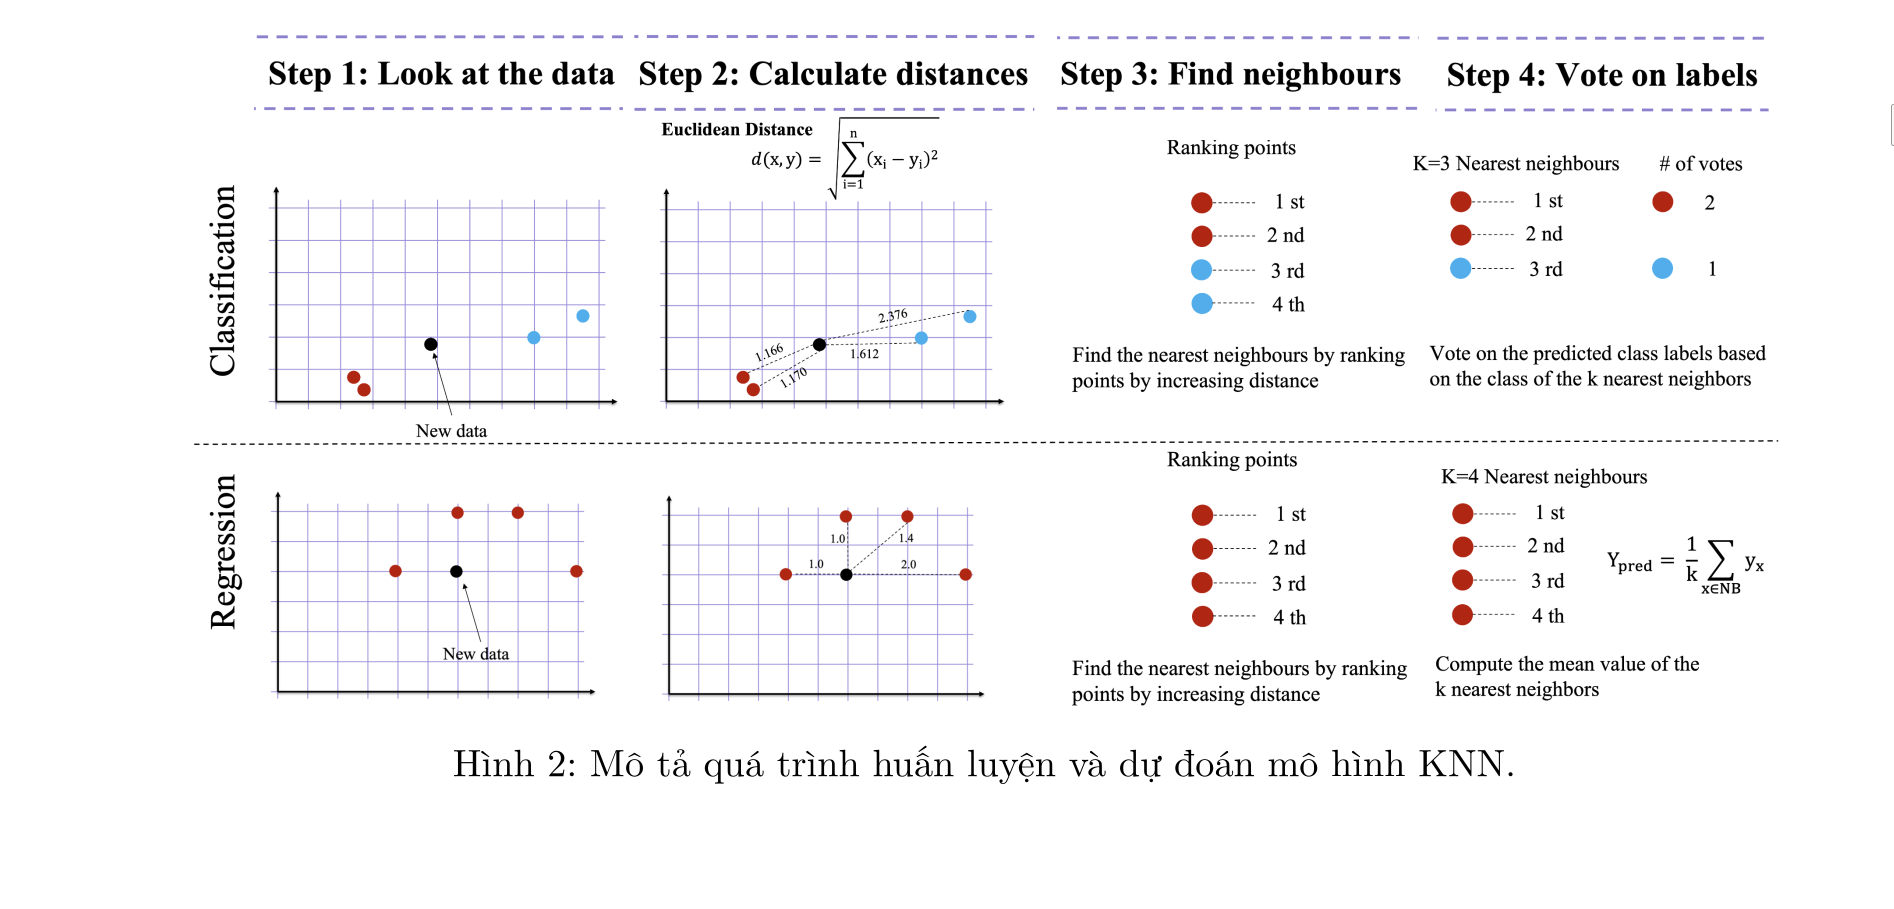 Step 1: Look at the data
Step 2: Calculate distances
Step 3: Find neighbours
Step 4: Vote on labels
Classification
New data
Euclidean Distance
d(x, y) = √(∑_{i=1}^{n} (x_i − y_i)²)
1.166
1.170
1.612
2.376
Ranking points
1 st
2 nd
3 rd
4 th
Find the nearest neighbours by ranking
points by increasing distance
K=3 Nearest neighbours
# of votes
1 st
2
2 nd
3 rd
1
Vote on the predicted class labels based
on the class of the k nearest neighbors
Regression
New data
1.0
1.4
1.0
2.0
Ranking points
1 st
2 nd
3 rd
4 th
Find the nearest neighbours by ranking
points by increasing distance
K=4 Nearest neighbours
1 st
2 nd
3 rd
4 th
Y_pred = 1/k ∑_{x∈NB} y_x
Compute the mean value of the
k nearest neighbors
Hình 2: Mô tả quá trình huấn luyện và dự đoán mô hình KNN.